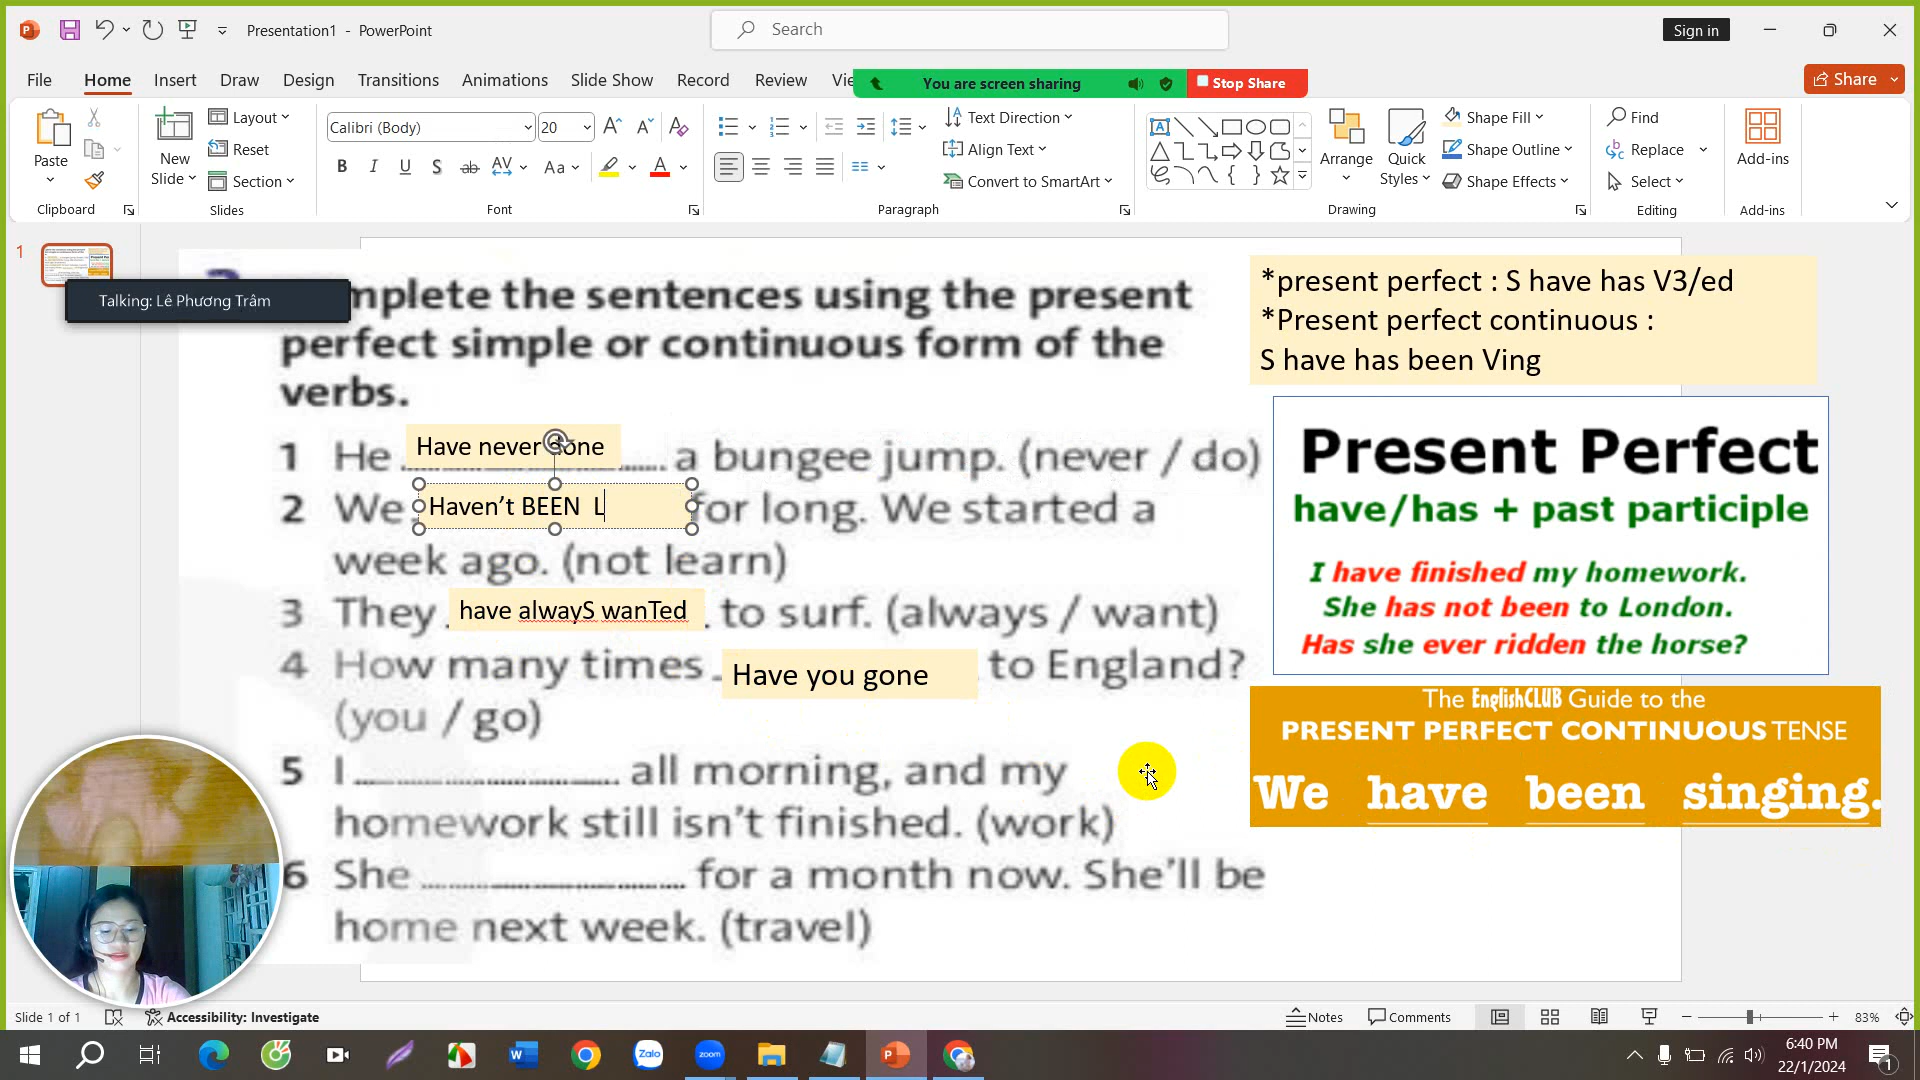 Presentation1 - PowerPoint
Search
Sign in
File Home Insert Draw Design Transitions Animations Slide Show Record Review Vie
You are screen sharing
Stop Share
Share
Paste
New
Slide
Layout
Reset
Section
Calibri (Body)
20
Text Direction
Align Text
Convert to SmartArt
Arrange
Quick
Styles
Shape Fill
Shape Outline
Shape Effects
Find
Replace
Select
Add-ins
Clipboard Slides Font Paragraph Drawing Editing Add-ins
1
Talking: Lê Phương Trâm
mplete the sentences using the present
perfect simple or continuous form of the
verbs.
1 He Have never done a bungee jump. (never / do)
2 We Haven’t BEEN L for long. We started a
week ago. (not learn)
3 They have alwayS wanTed to surf. (always / want)
4 How many times Have you gone to England?
(you / go)
5 I .............................. all morning, and my
homework still isn’t finished. (work)
6 She .............................. for a month now. She’ll be
home next week. (travel)
*present perfect : S have has V3/ed
*Present perfect continuous :
S have has been Ving
Present Perfect
have/has + past participle
I have finished my homework.
She has not been to London.
Has she ever ridden the horse?
The EnglishCLUB Guide to the
PRESENT PERFECT CONTINUOUS TENSE
We have been singing.
Slide 1 of 1
Accessibility: Investigate
Notes
Comments
83%
Zalo
zoom
6:40 PM
22/1/2024
1